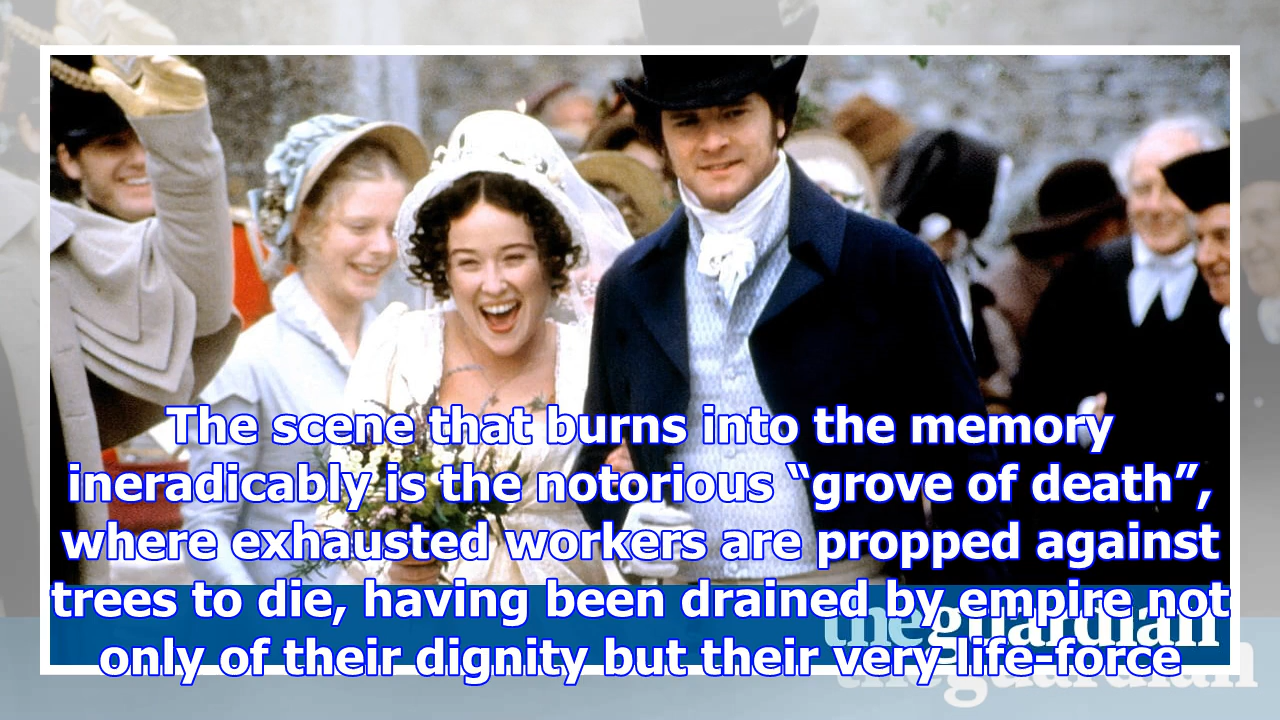 The scene that burns into the memory
ineradicably is the notorious “grove of death”,
where exhausted workers are propped against
trees to die, having been drained by empire not
only of their dignity but their very life-force
theguardian
theguardian